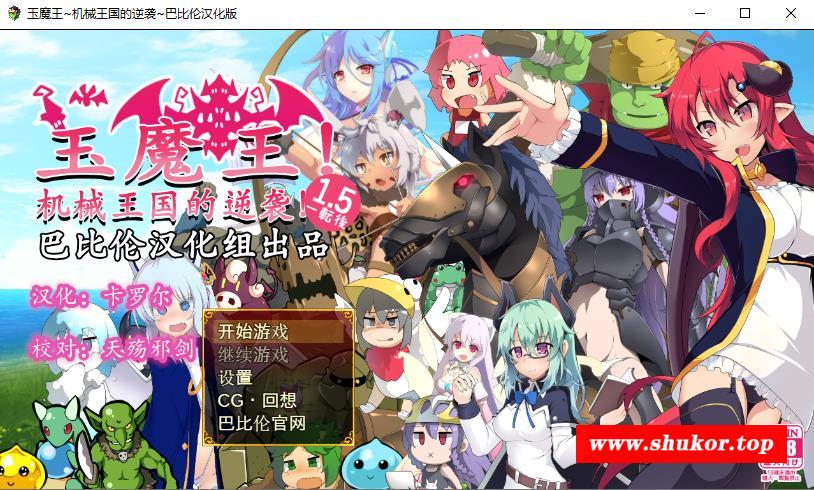 玉魔王~机械王国的逆袭~巴比伦汉化版
玉魔王!
机械王国的逆袭!
1.5
転後
巴比伦汉化组出品
汉化：卡罗尔
校对：天殇邪剑
开始游戏
继续游戏
设置
CG·回想
巴比伦官网
www.shukor.top